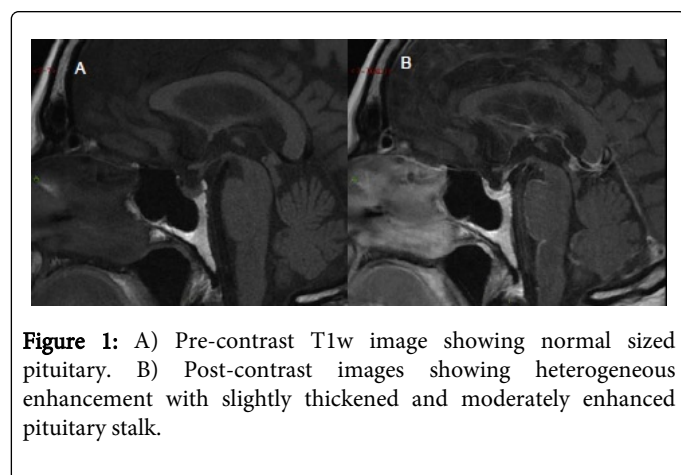 A
B
Figure 1: A) Pre-contrast T1w image showing normal sized
pituitary. B) Post-contrast images showing heterogeneous
enhancement with slightly thickened and moderately enhanced
pituitary stalk.